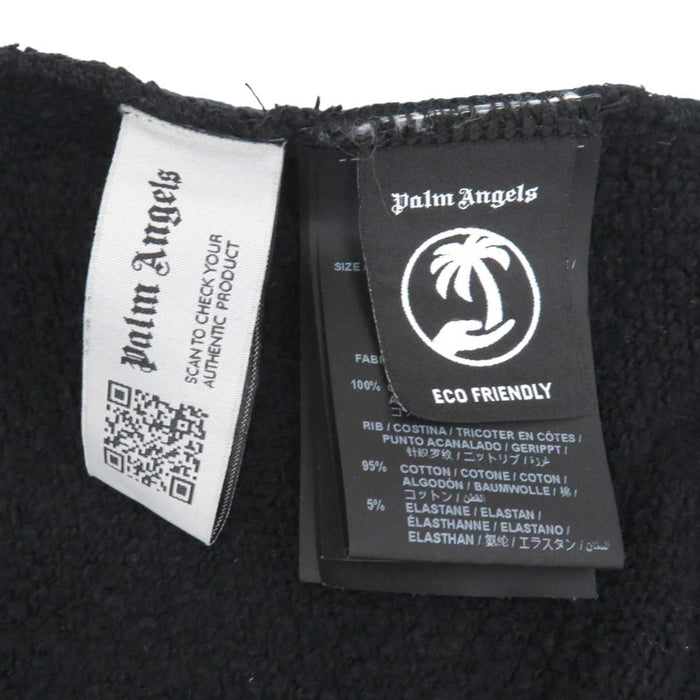 Palm Angels
SCAN TO CHECK YOUR
AUTHENTIC PRODUCT
Palm Angels
ECO FRIENDLY
SIZE
FABR
100%
RIB / COSTINA / TRICOTER EN CÔTES /
PUNTO ACANALADO / GERIPPT /
针织罗纹 / ニットリブ /
95% COTTON / COTONE / COTON /
ALGODÓN / BAUMWOLLE / 棉 /
コットン / القطن /
5% ELASTANE / ELASTAN /
ÉLASTHANNE / ELASTANO /
ELASTHAN / 氨纶 / エラスタン /